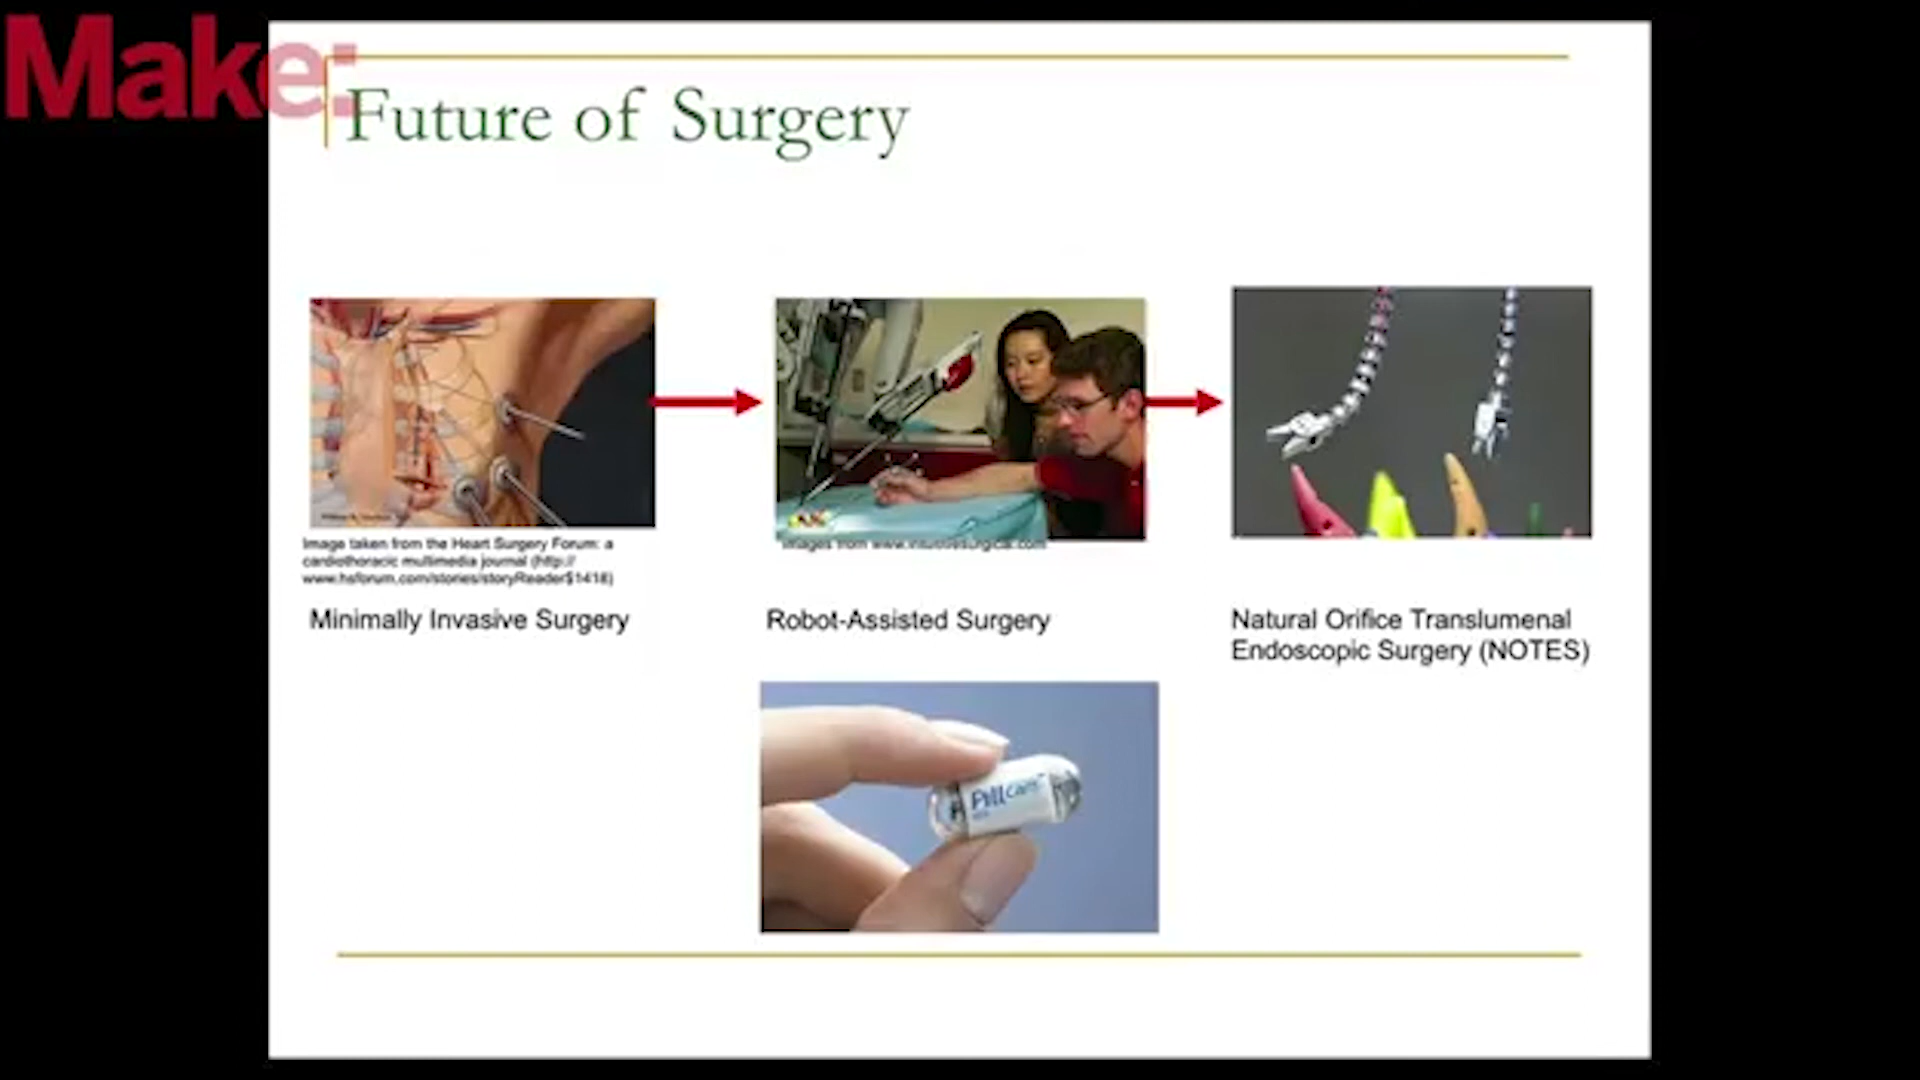 Make:
Future of Surgery
Image taken from the Heart Surgery Forum: a
cardiothoracic multimedia journal (http://
www.hsforum.com/stories/storyReader$1418)
Images from www.intuitivesurgical.com
Minimally Invasive Surgery
Robot-Assisted Surgery
Natural Orifice Translumenal
Endoscopic Surgery (NOTES)
Pillcam